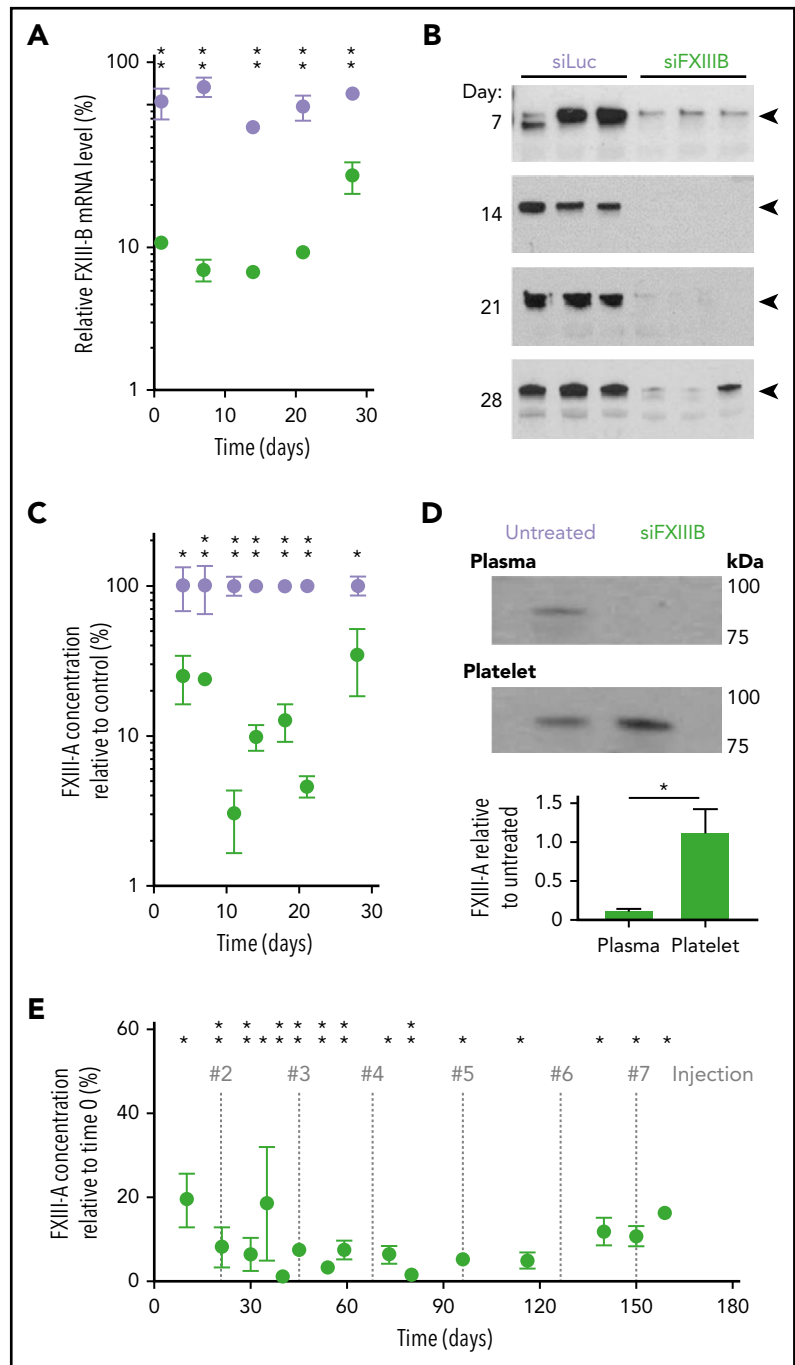 A
* * * * *
* * * * *
100
10
1
Relative FXIII-B mRNA level (%)
0 10 20 30
Time (days)
B
siLuc siFXIIIB
Day:
7
14
21
28
C
* * * * *
* * * * * * *
100
10
1
FXIII-A concentration
relative to control (%)
0 10 20 30
Time (days)
D
Untreated siFXIIIB
Plasma kDa
100
75
Platelet
100
75
*
1.5
1.0
0.5
0
FXIII-A relative
to untreated
Plasma Platelet
E
* * * * * * *
* * * * * * * * * * * * * *
60
40
20
0
FXIII-A concentration
relative to time 0 (%)
#2 #3 #4 #5 #6 #7 Injection
0 30 60 90 120 150 180
Time (days)